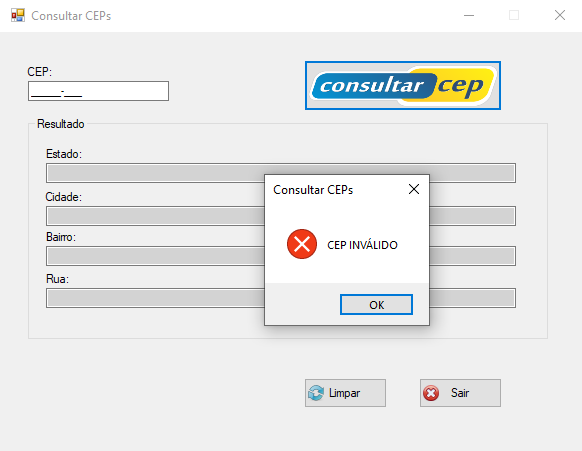 Consultar CEPs
CEP:
_____-___
consultar cep
Resultado
Estado:
Cidade:
Bairro:
Rua:
Consultar CEPs
CEP INVÁLIDO
OK
Limpar
Sair